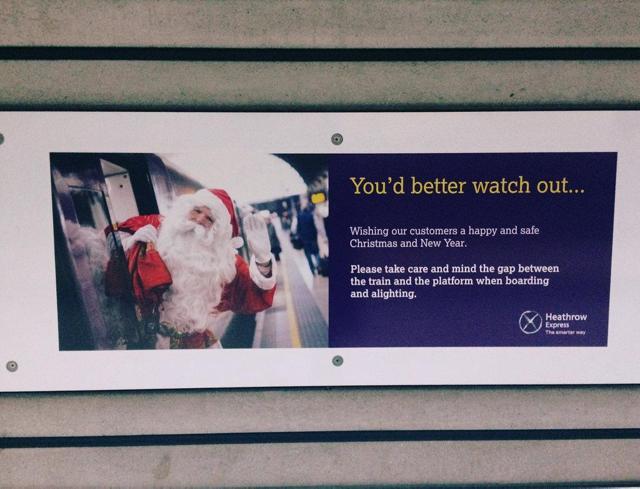 You'd better watch out...
Wishing our customers a happy and safe
Christmas and New Year.
Please take care and mind the gap between
the train and the platform when boarding
and alighting.
Heathrow
Express
The smarter way